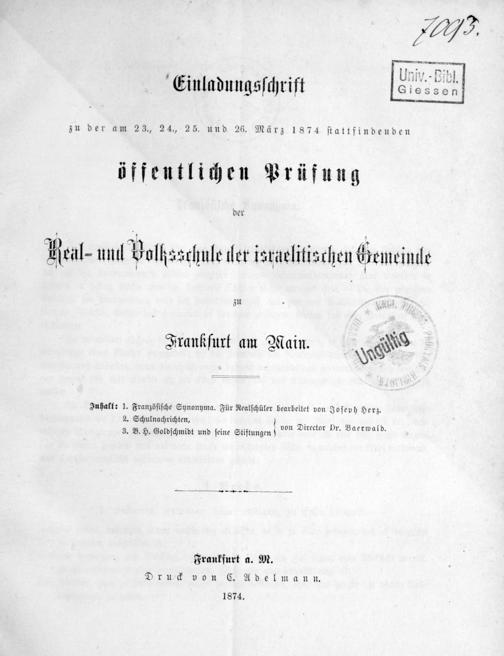 7093.
Univ.-Bibl.
Giessen
Einladungsschrift
zu der am 23., 24., 25. und 26. März 1874 stattfindenden
öffentlichen Prüfung
der
Real- und Volksschule der israelitischen Gemeinde
zu
Frankfurt am Main.
Ungültig
Inhalt: 1. Französische Synonyma. Für Realschüler bearbeitet von Joseph Herz.
2. Schulnachrichten,
3. B. H. Goldschmidt und seine Stiftungen
von Director Dr. Baerwald.
Frankfurt a. M.
Druck von C. Adelmann.
1874.